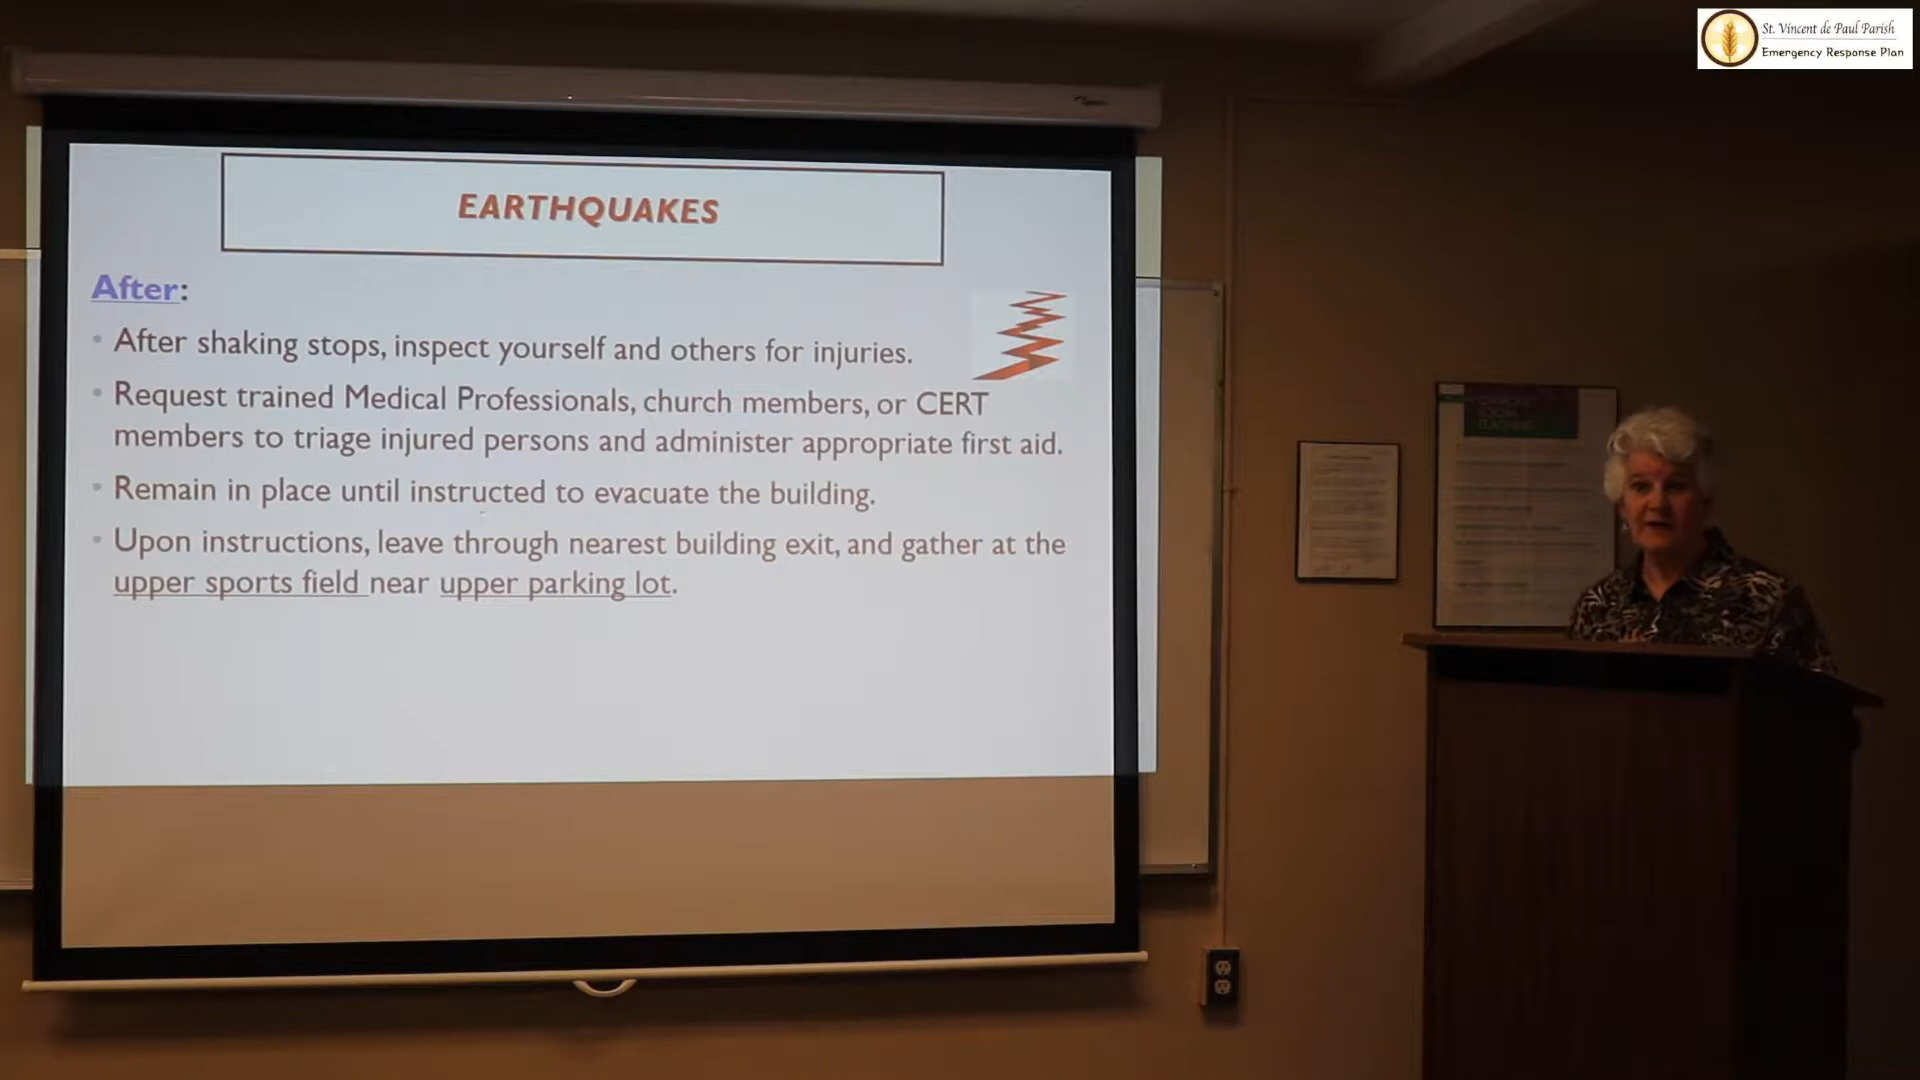 St. Vincent de Paul Parish
Emergency Response Plan
EARTHQUAKES
After:
• After shaking stops, inspect yourself and others for injuries.
• Request trained Medical Professionals, church members, or CERT
members to triage injured persons and administer appropriate first aid.
• Remain in place until instructed to evacuate the building.
• Upon instructions, leave through nearest building exit, and gather at the
upper sports field near upper parking lot.
SOCIAL
TEACHING